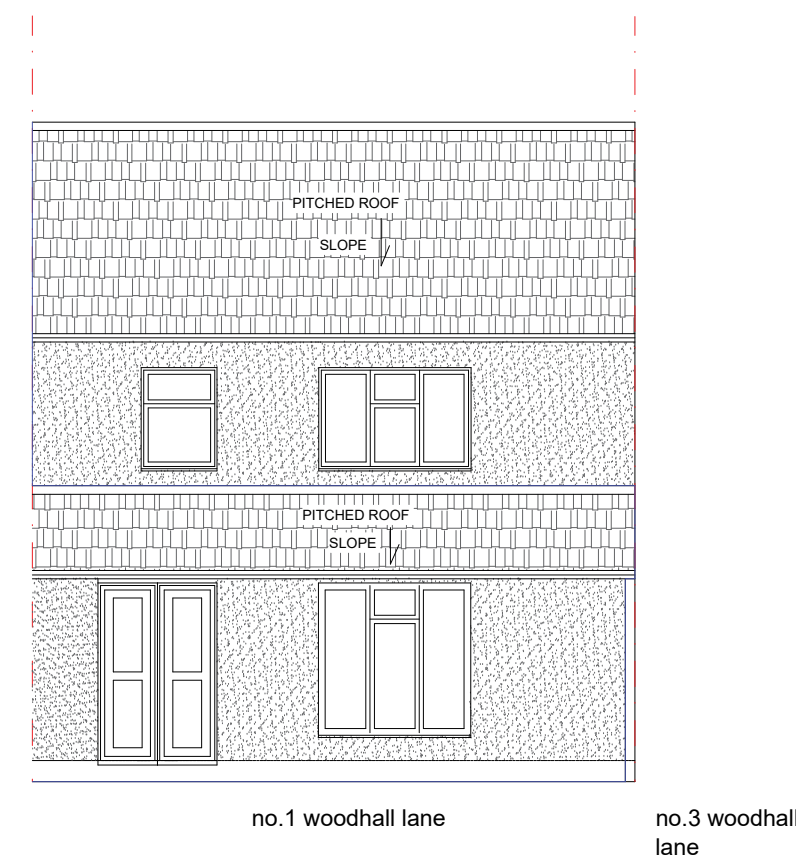 PITCHED ROOF
SLOPE
PITCHED ROOF
SLOPE
no.1 woodhall lane
no.3 woodhall
lane